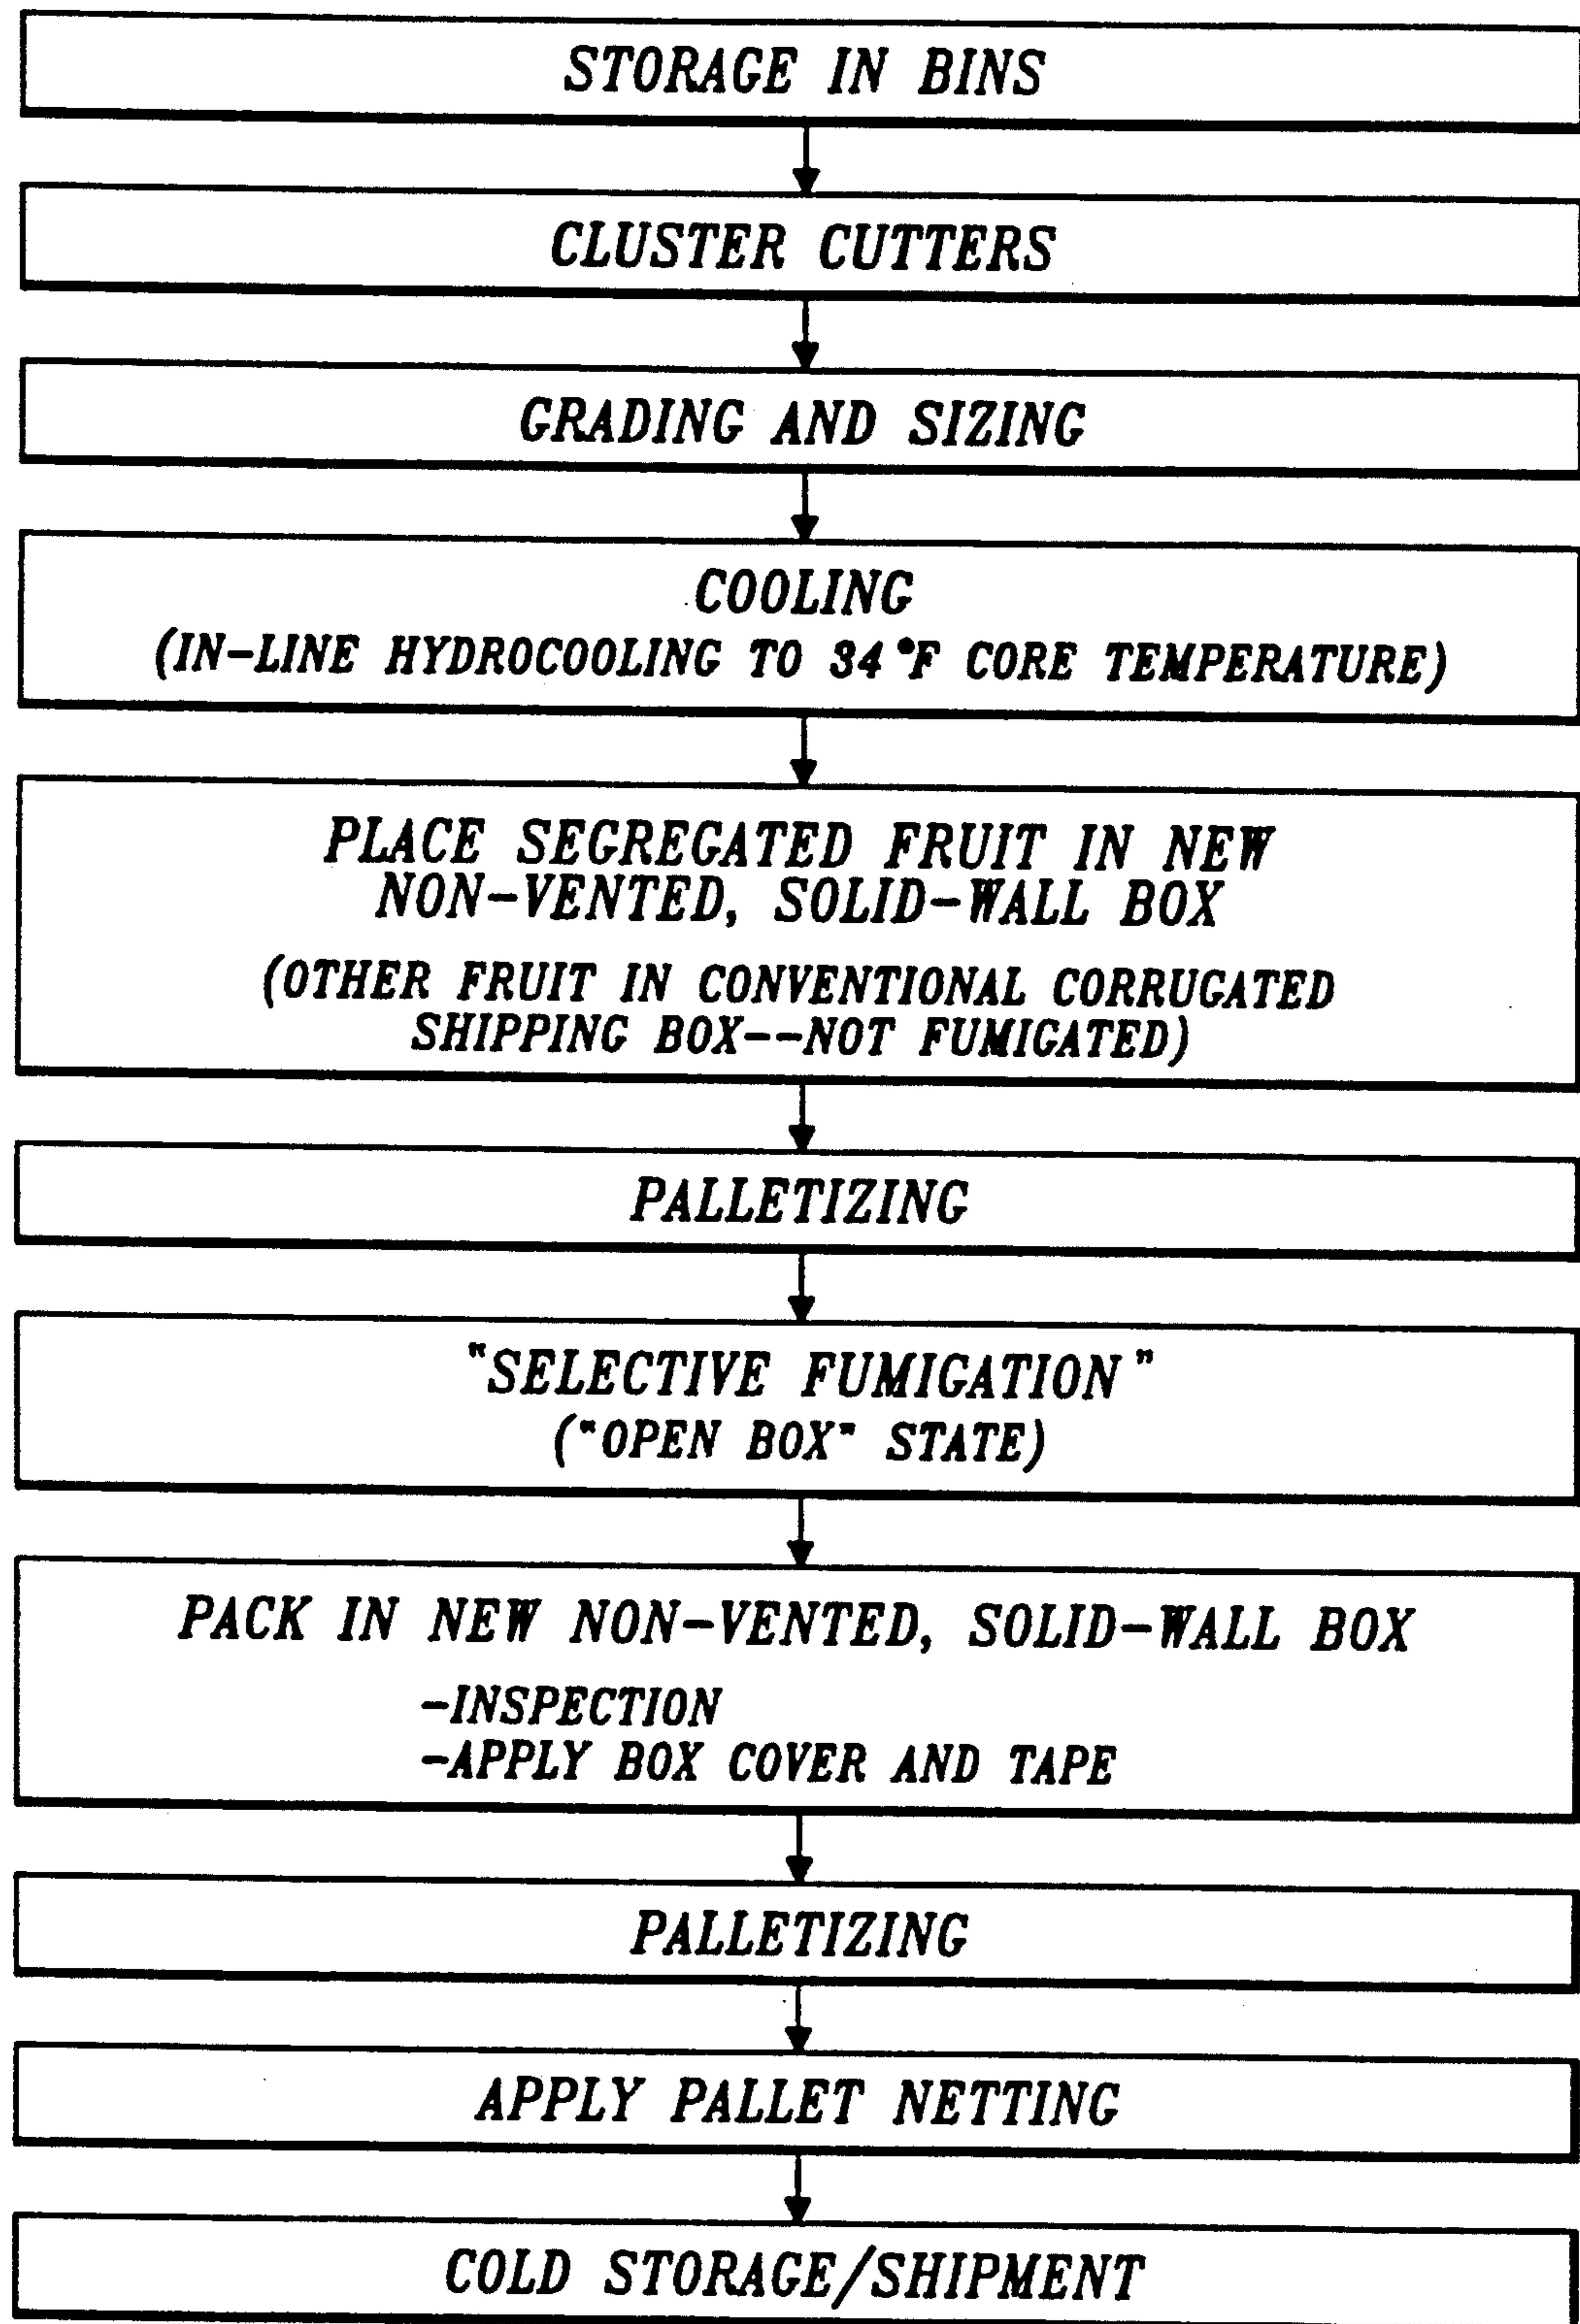 STORAGE IN BINS
CLUSTER CUTTERS
GRADING AND SIZING
COOLING
(IN-LINE HYDROCOOLING TO 34°F CORE TEMPERATURE)
PLACE SEGREGATED FRUIT IN NEW
NON-VENTED, SOLID-WALL BOX
(OTHER FRUIT IN CONVENTIONAL CORRUGATED
SHIPPING BOX--NOT FUMIGATED)
PALLETIZING
"SELECTIVE FUMIGATION"
("OPEN BOX" STATE)
PACK IN NEW NON-VENTED, SOLID-WALL BOX
-INSPECTION
-APPLY BOX COVER AND TAPE
PALLETIZING
APPLY PALLET NETTING
COLD STORAGE/SHIPMENT